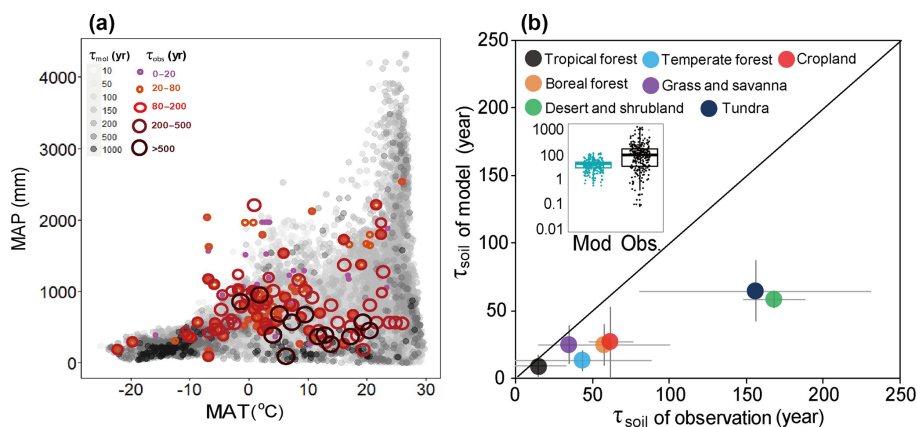 (a)
τmol (yr) τobs (yr)
10 0–20
50 20–80
100 80–200
150 200–500
200 >500
500
1000
4000
3000
2000
1000
0
MAP (mm)
-20 -10 0 10 20 30
MAT(°C)
(b)
250
200
150
100
50
0
τsoil of model (year)
Tropical forest Temperate forest Cropland
Boreal forest Grass and savanna
Desert and shrubland Tundra
1000
100
1
0.1
0.01
Mod Obs.
0 50 100 150 200 250
τsoil of observation (year)